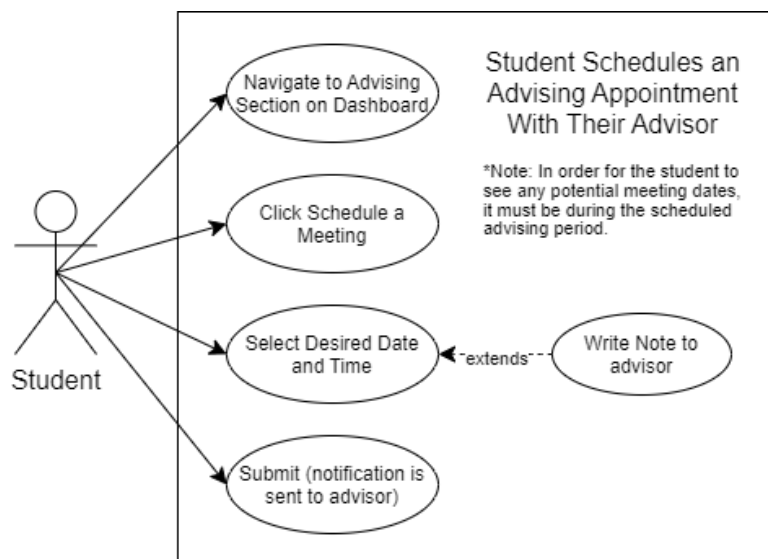 Navigate to Advising
Section on Dashboard
Student Schedules an
Advising Appointment
With Their Advisor
*Note: In order for the student to
see any potential meeting dates,
it must be during the scheduled
advising period.
Click Schedule a
Meeting
Student
Select Desired Date
and Time
extends
Write Note to
advisor
Submit (notification is
sent to advisor)